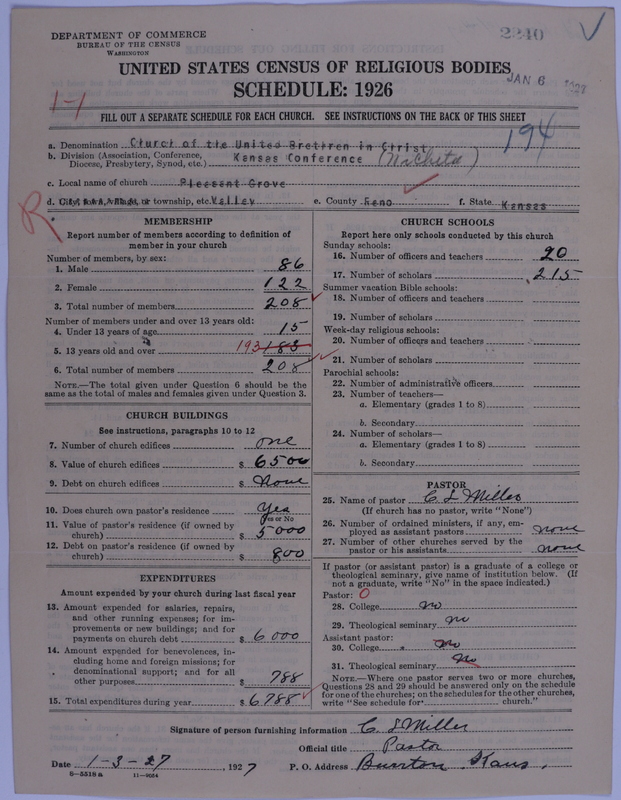 2240
DEPARTMENT OF COMMERCE
BUREAU OF THE CENSUS
WASHINGTON
UNITED STATES CENSUS OF RELIGIOUS BODIES
JAN 6
SCHEDULE: 1926
1-1
FILL OUT A SEPARATE SCHEDULE FOR EACH CHURCH. SEE INSTRUCTIONS ON THE BACK OF THIS SHEET
194
a. Denomination Church of the United Brethren in Christ
b. Division (Association, Conference, Diocese, Presbytery, Synod, etc.) Kansas Conference (Wichita)
c. Local name of church Pleasant Grove
d. City, town, village, or township, etc. Valley e. County Reno f. State Kansas
R
MEMBERSHIP
Report number of members according to definition of
member in your church
Number of members, by sex:
1. Male 86
2. Female 122
3. Total number of members 208
Number of members under and over 13 years old:
4. Under 13 years of age 15
5. 13 years old and over 193 183
6. Total number of members 208
NOTE.—The total given under Question 6 should be the
same as the total of males and females given under Question 3.
CHURCH BUILDINGS
See instructions, paragraphs 10 to 12
7. Number of church edifices one
8. Value of church edifices $ 6500
9. Debt on church edifices $ None
10. Does church own pastor's residence Yes
Yes or No
11. Value of pastor's residence (if owned by
church) $ 5000
12. Debt on pastor's residence (if owned by
church) $ 800
EXPENDITURES
Amount expended by your church during last fiscal year
13. Amount expended for salaries, repairs,
and other running expenses; for im-
provements or new buildings; and for
payments on church debt $ 6000
14. Amount expended for benevolences, in-
cluding home and foreign missions; for
denominational support; and for all
other purposes $ 788
15. Total expenditures during year $ 6.788
CHURCH SCHOOLS
Report here only schools conducted by this church
Sunday schools:
16. Number of officers and teachers 20
17. Number of scholars 215
Summer vacation Bible schools:
18. Number of officers and teachers
19. Number of scholars
Week-day religious schools:
20. Number of officers and teachers
21. Number of scholars
Parochial schools:
22. Number of administrative officers
23. Number of teachers—
a. Elementary (grades 1 to 8)
b. Secondary
24. Number of scholars—
a. Elementary (grades 1 to 8)
b. Secondary
PASTOR
25. Name of pastor C. L Miller
(If church has no pastor, write "None")
26. Number of ordained ministers, if any, em-
ployed as assistant pastors none
27. Number of other churches served by the
pastor or his assistants none
If pastor (or assistant pastor) is a graduate of a college or
theological seminary, give name of institution below. (If
not a graduate, write "No" in the space indicated.)
Pastor: O
28. College no
29. Theological seminary no
Assistant pastor:
30. College no
31. Theological seminary no
NOTE.—Where one pastor serves two or more churches,
Questions 28 and 29 should be answered only on the schedule
for one of the churches; on the schedules for the other churches,
write "See schedule for church."
Signature of person furnishing information C. L Miller
Official title Pastor
Date 1-3-27, 1927 P. O. Address Burrton Kans.
8-5518 a 11-9054